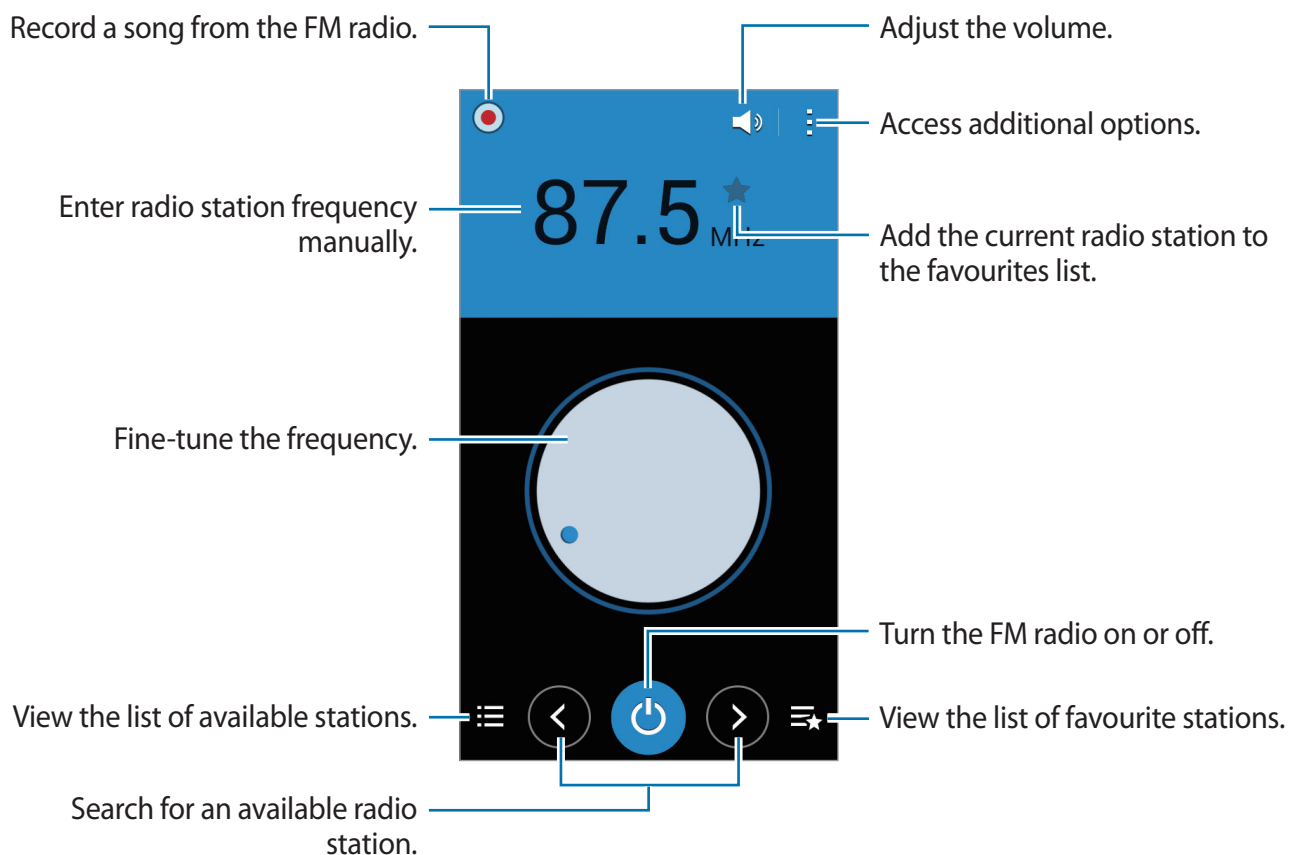 Record a song from the FM radio.
Adjust the volume.
Access additional options.
Enter radio station frequency
manually.
87.5
MHz
Add the current radio station to
the favourites list.
Fine-tune the frequency.
Turn the FM radio on or off.
View the list of available stations.
View the list of favourite stations.
Search for an available radio
station.